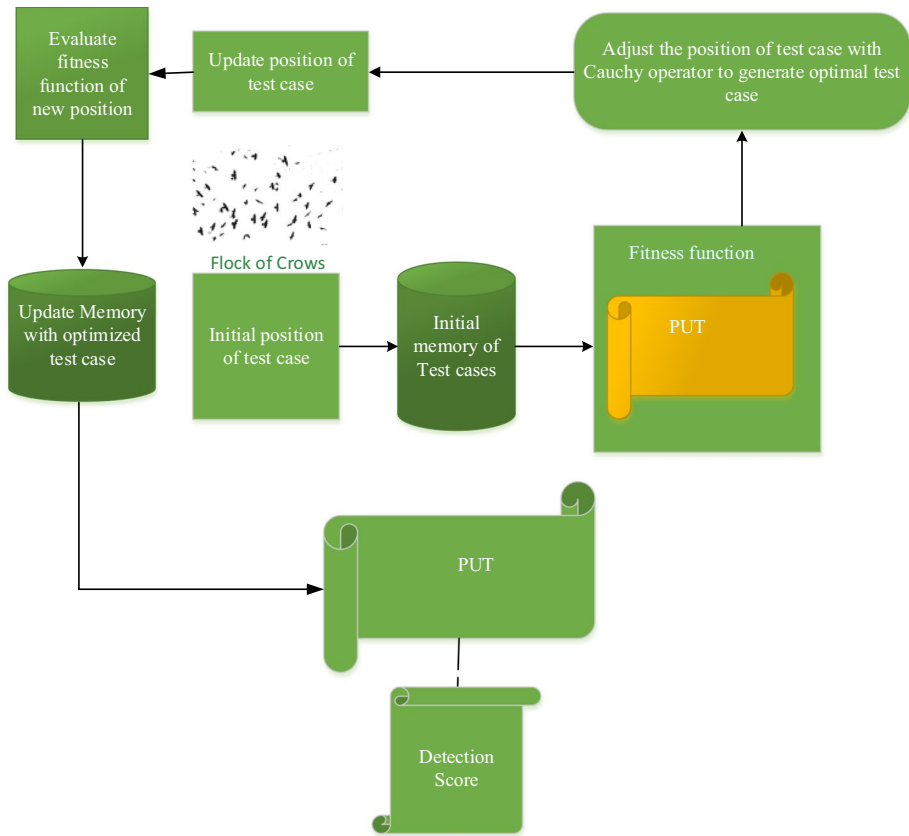 Evaluate
fitness
function of
new position
Update position of
test case
Adjust the position of test case with
Cauchy operator to generate optimal test
case
Flock of Crows
Update Memory
with optimized
test case
Initial position
of test case
Initial
memory of
Test cases
Fitness function
PUT
PUT
Detection
Score